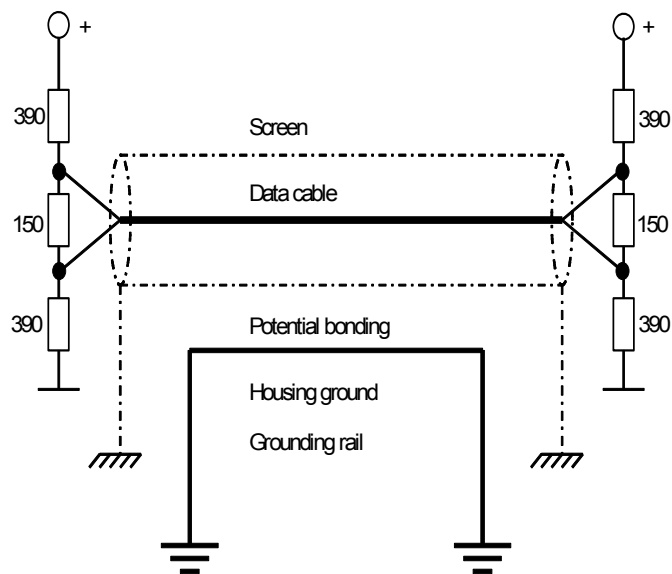 +
+
390
390
Screen
Data cable
150
150
390
390
Potential bonding
Housing ground
Grounding rail